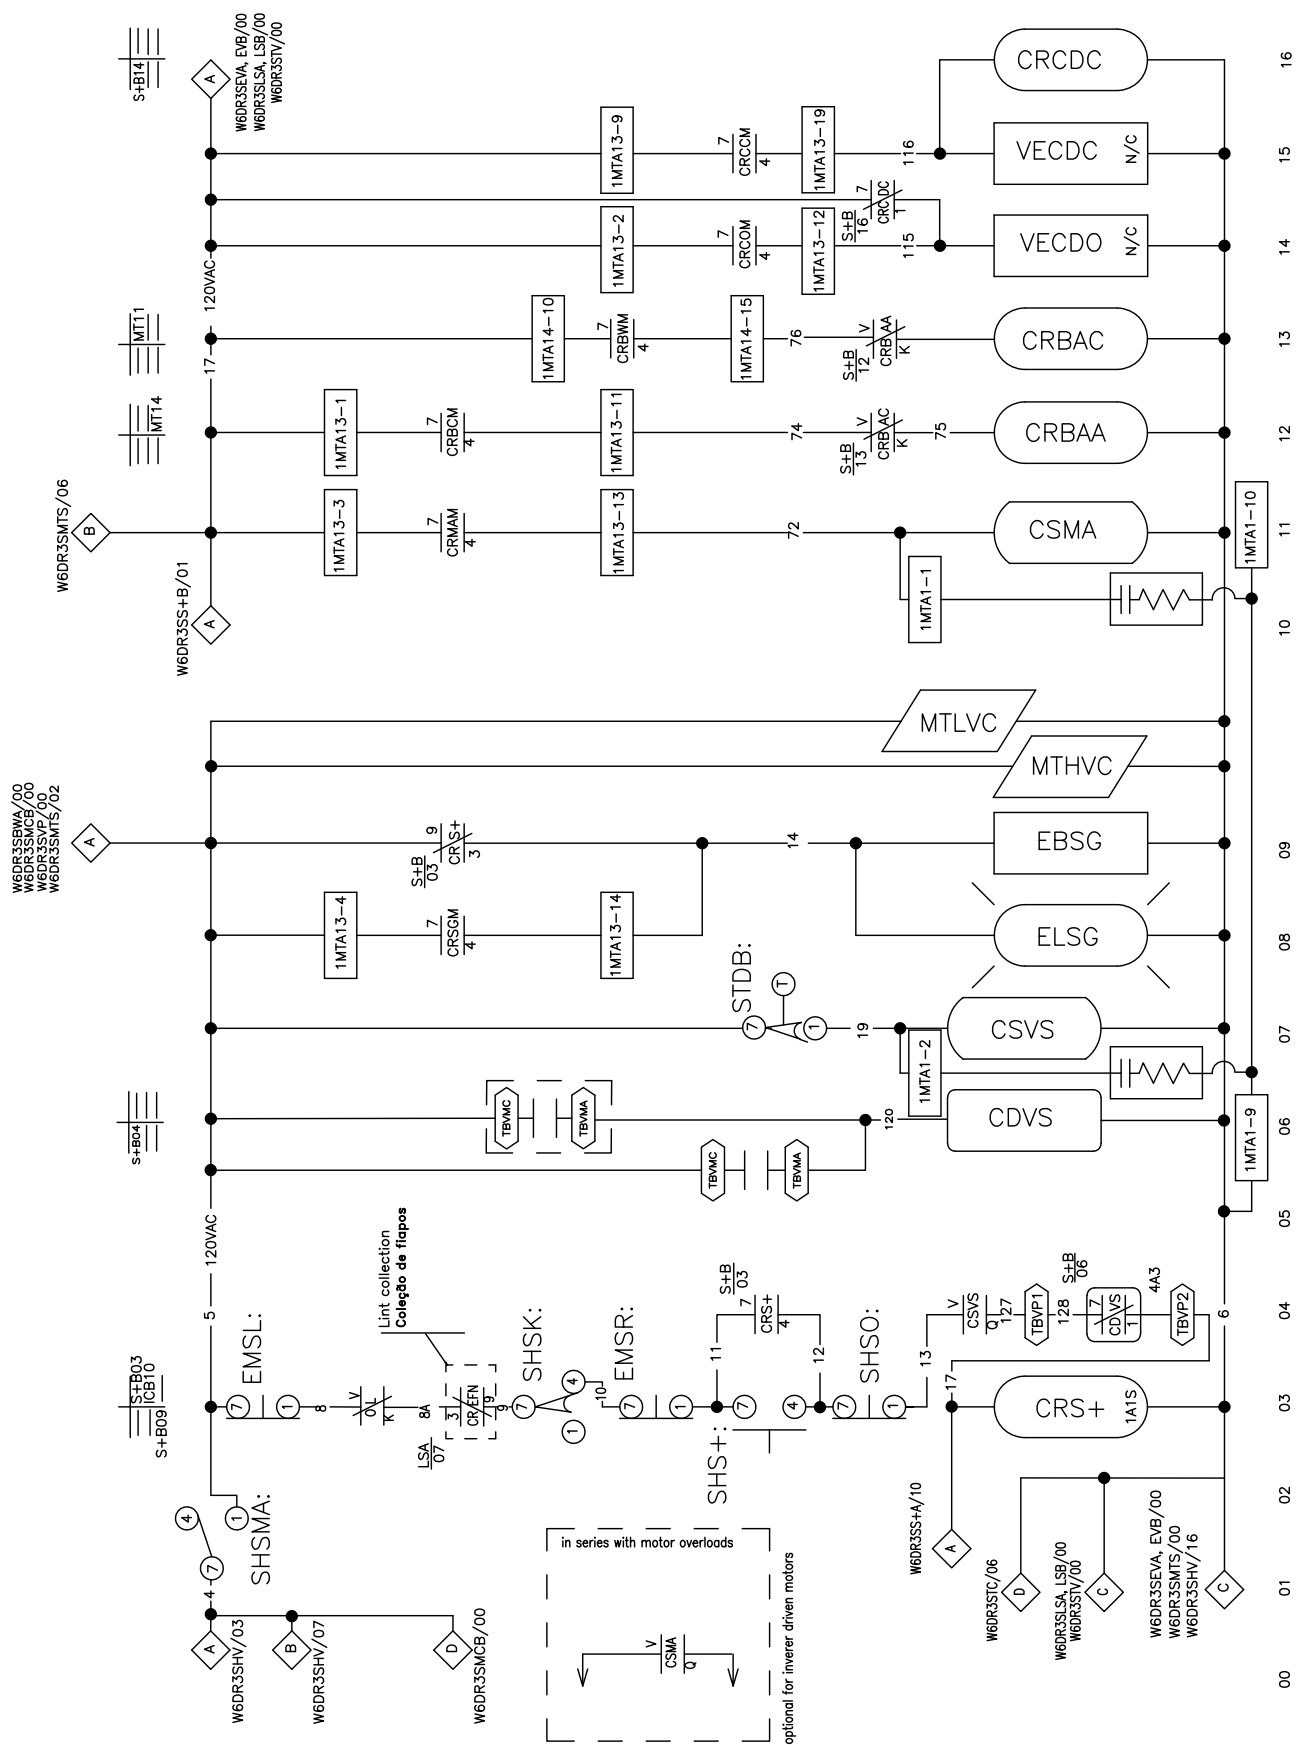 S+B14
A
W6DR3SEVA, EVB/00
W6DR3SLSA, LSB/00
W6DR3STV/00
CRCDC
16
1MTA13-9
7
CRCCM
4
1MTA13-19
116
VECDC
N/C
15
S+B
16
7
CRCDC
1
120VAC
1MTA13-2
7
CRCOM
4
1MTA13-12
115
VECDO
N/C
14
MT11
17
1MTA14-10
7
CRBWM
4
1MTA14-15
76
S+B
12
V
CRBAA
K
CRBAC
13
MT14
1MTA13-1
7
CRBCM
4
1MTA13-11
74
S+B
13
V
CRBAC
K
75
CRBAA
12
W6DR3SMTS/06
B
1MTA13-3
7
CRMAM
4
1MTA13-13
72
CSMA
1MTA1-10
11
W6DR3SS+B/01
A
1MTA1-1
10
MTLVC
MTHVC
W6DR3SBWA/00
W6DR3SMCB/00
W6DR3SVP/00
W6DR3SMTS/02
A
S+B
03
9
CRS+
3
14
EBSG
09
1MTA13-4
7
CRSGM
4
1MTA13-14
ELSG
08
STDB:
7
T
1
19
CSVS
07
1MTA1-2
S+B04
TBVMC
TBVMA
120
CDVS
1MTA1-9
06
TBVMC
TBVMA
05
120VAC
5
Lint collection
Coleção de fiapos
S+B
03
7
CRS+
4
11
12
13
V
CSVS
Q
127
TBVP1
128
S+B
06
7
CDVS
1
4A3
TBVP2
6
04
S+B03
ICB10
S+B09
EMSL:
7
1
8
V
OL
K
8A
LSA
07
3
CREFN
9
9
SHSK:
7
4
1
10
EMSR:
7
1
SHS+:
7
4
SHSO:
7
1
17
CRS+
1A1S
03
4
1
7
SHSMA:
02
4
A
W6DR3SHV/03
B
W6DR3SHV/07
D
W6DR3SMCB/00
in series with motor overloads
V
CSMA
Q
optional for inverer driven motors
W6DR3SS+A/10
A
W6DR3STC/06
D
W6DR3SLSA, LSB/00
W6DR3STV/00
C
W6DR3SEVA, EVB/00
W6DR3SMTS/00
W6DR3SHV/16
C
01
00